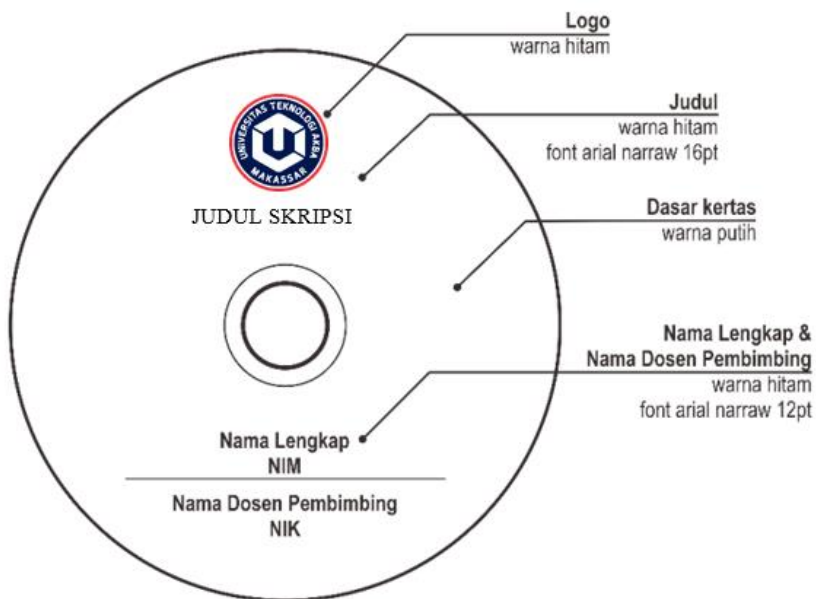 Logo
warna hitam
UNIVERSITAS TEKNOLOGI AKBA
MAKASSAR
Judul
warna hitam
font arial narraw 16pt
JUDUL SKRIPSI
Dasar kertas
warna putih
Nama Lengkap &
Nama Dosen Pembimbing
warna hitam
font arial narraw 12pt
Nama Lengkap
NIM
Nama Dosen Pembimbing
NIK